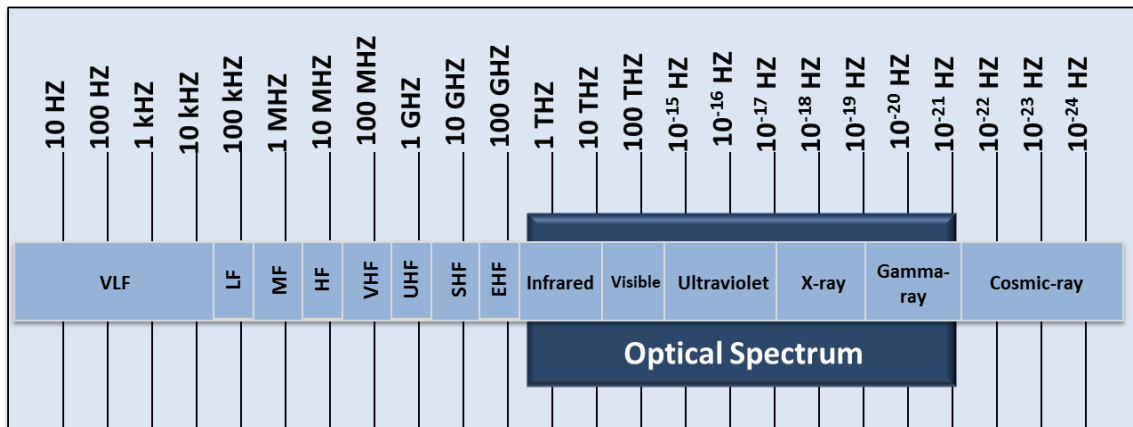 10 HZ
100 HZ
1 kHZ
10 kHZ
100 kHZ
1 MHZ
10 MHZ
100 MHZ
1 GHZ
10 GHZ
100 GHZ
1 THZ
10 THZ
100 THZ
10⁻¹⁵ HZ
10⁻¹⁶ HZ
10⁻¹⁷ HZ
10⁻¹⁸ HZ
10⁻¹⁹ HZ
10⁻²⁰ HZ
10⁻²¹ HZ
10⁻²² HZ
10⁻²³ HZ
10⁻²⁴ HZ
VLF
LF
MF
HF
VHF
UHF
SHF
EHF
Infrared
Visible
Ultraviolet
X-ray
Gamma-
ray
Cosmic-ray
Optical Spectrum